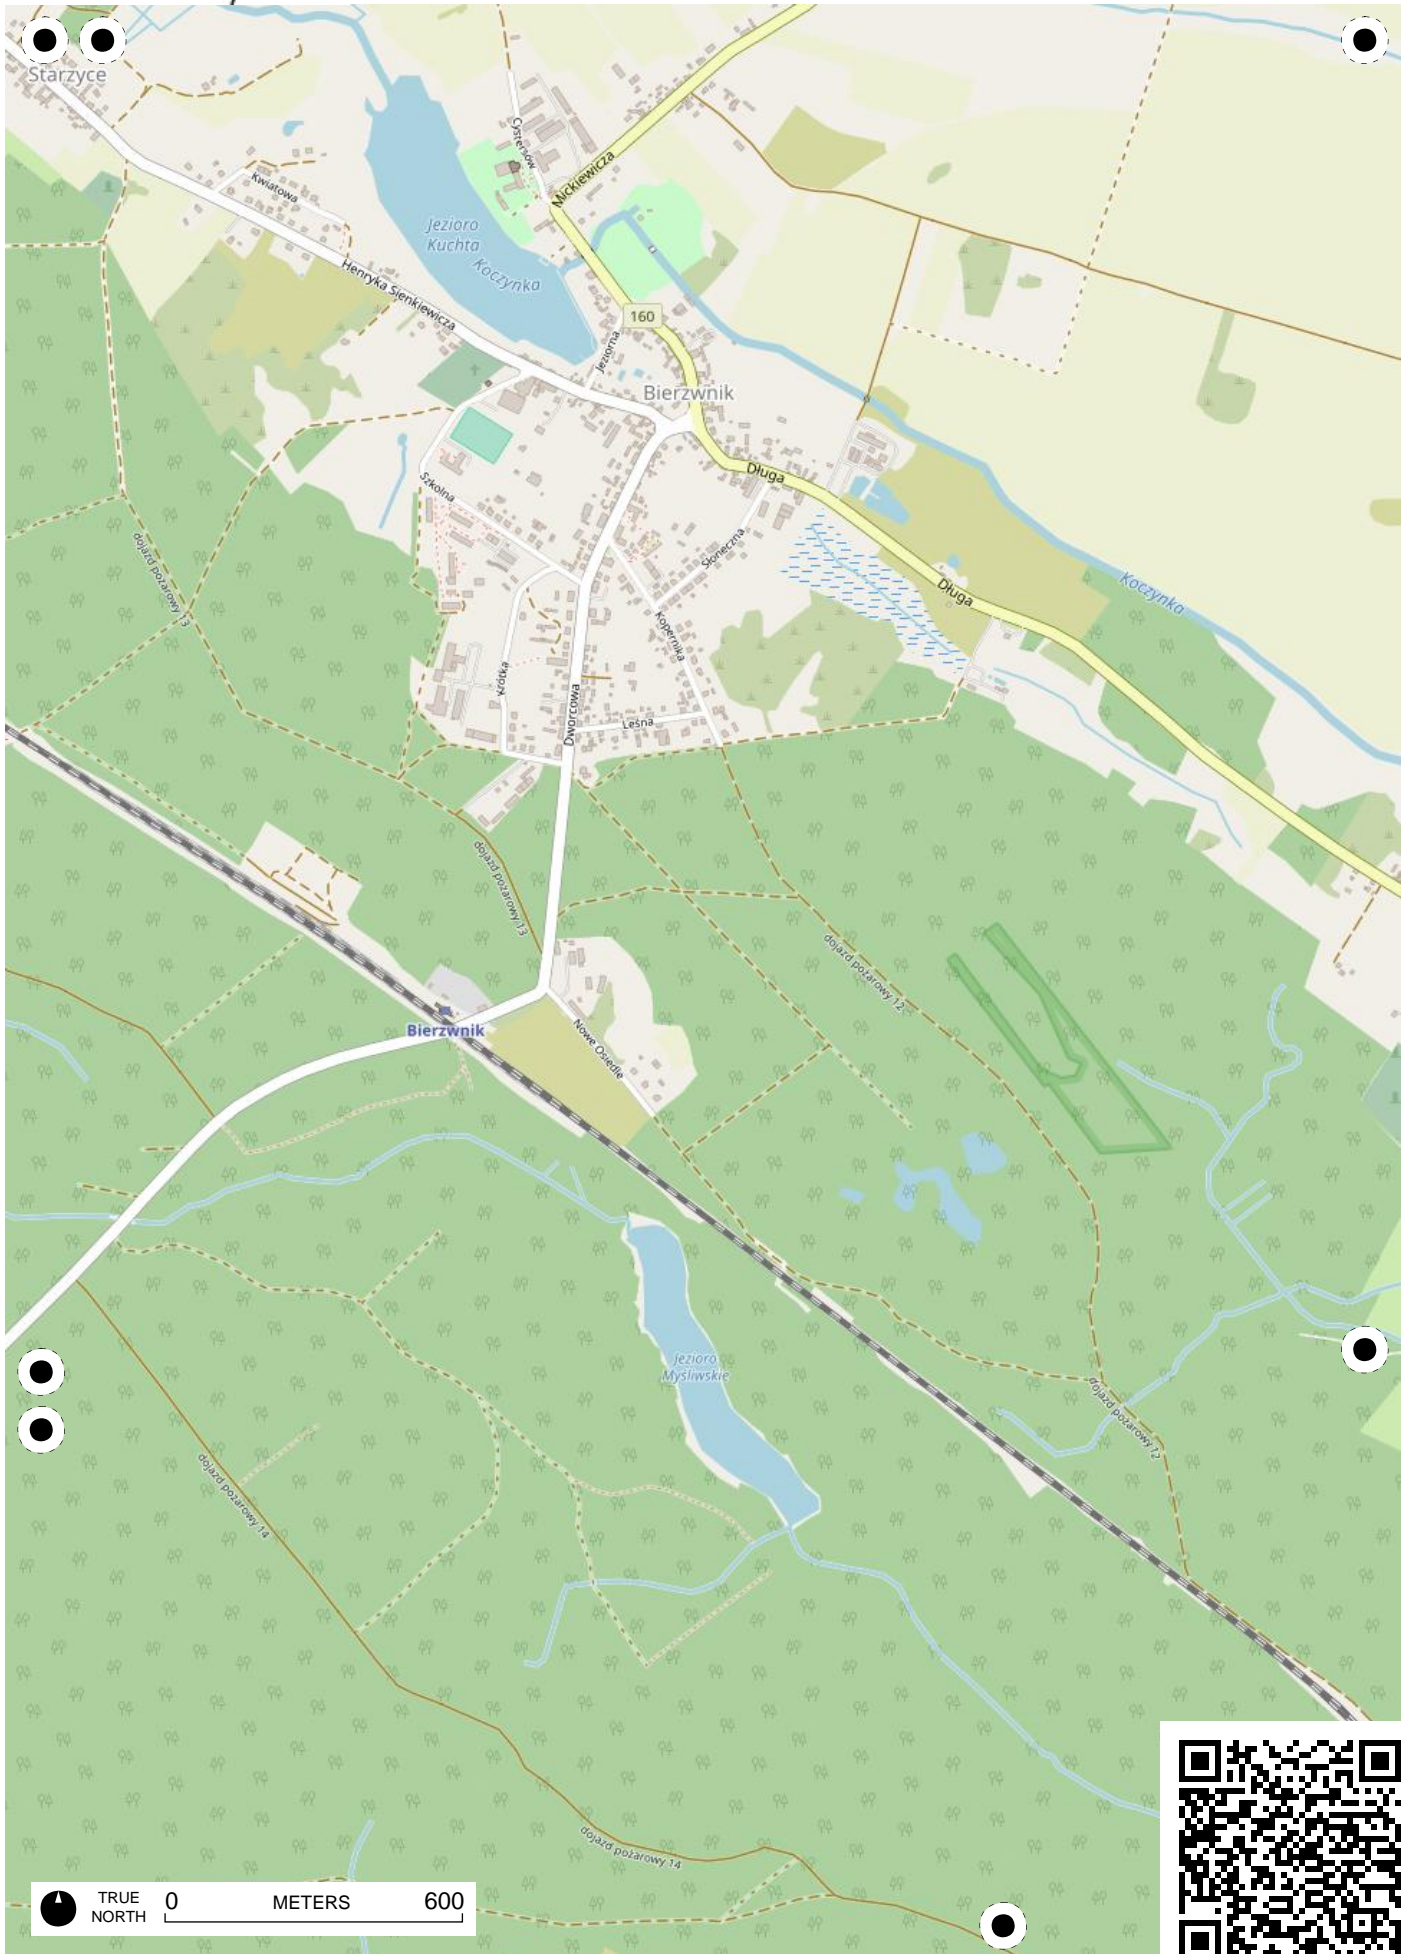 Starzyce
Cystersów
Mickiewicza
Kwiatowa
Jezioro
Kuchta
Koczynka
Henryka Sienkiewicza
160
Jeziorna
Bierzwnik
Długa
Szkolna
Słoneczna
dojazd pożarowy 13
Długa
Koczynka
Kopernika
Krótka
Dworcowa
Leśna
dojazd pożarowy 13
dojazd pożarowy 12
Bierzwnik
Nowe Osiedle
Jezioro
Myśliwskie
dojazd pożarowy 12
dojazd pożarowy 14
dojazd pożarowy 14
TRUE
NORTH
0 METERS 600